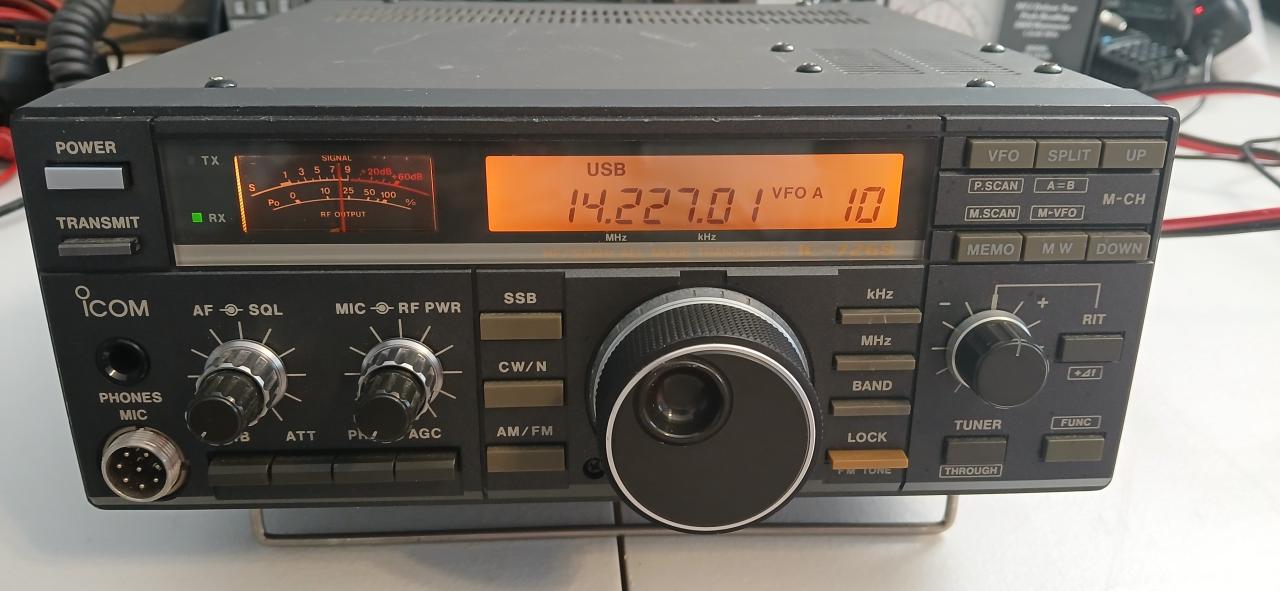 POWER
TRANSMIT
TX
RX
SIGNAL
S 1 3 5 7 9 +20dB +60dB
Po 10 25 50 100 %
RF OUTPUT
USB
14.227.01 VFO A 10
MHz kHz
VFO SPLIT UP
P.SCAN A=B
M-CH
M.SCAN M▸VFO
MEMO M W DOWN
ICOM
PHONES
MIC
AF SQL
MIC RF PWR
ATT
AGC
SSB
CW/N
AM/FM
kHz
MHz
BAND
LOCK
FM TONE
- +
RIT
+⊿f
TUNER
THROUGH
FUNC